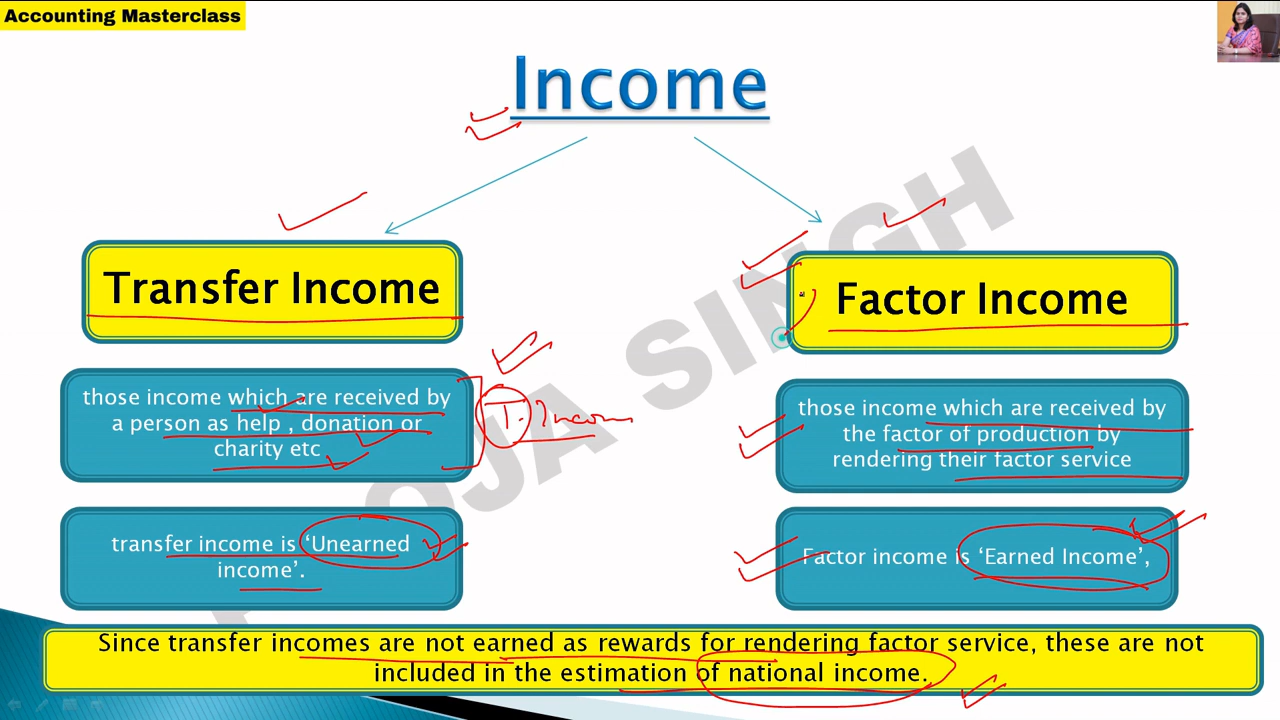 Accounting Masterclass
Income
Transfer Income
Factor Income
those income which are received by
a person as help , donation or
charity etc
T. Incom
those income which are received by
the factor of production by
rendering their factor service
transfer income is ‘Unearned
income’.
Factor income is ‘Earned Income’,
Since transfer incomes are not earned as rewards for rendering factor service, these are not
included in the estimation of national income.
POOJA SINGH